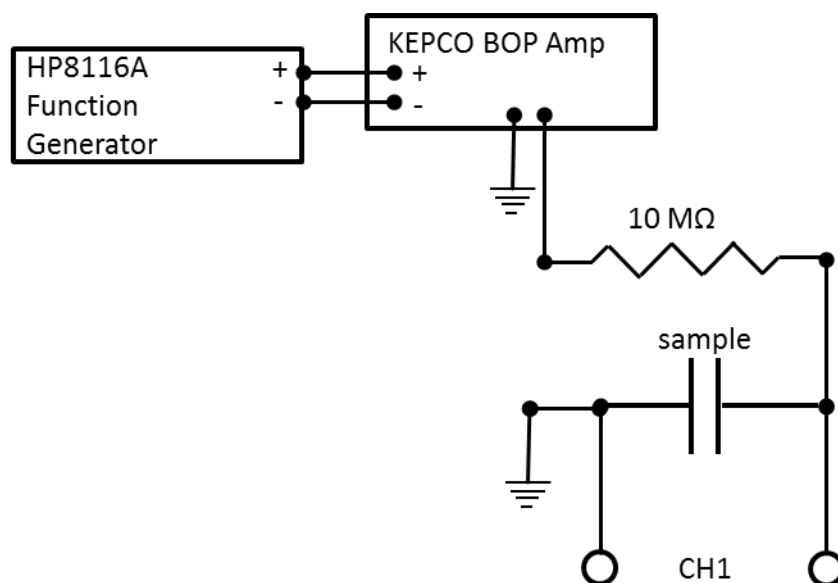 KEPCO BOP Amp
HP8116A +
Function -
Generator
+
-
10 MΩ
sample
CH1